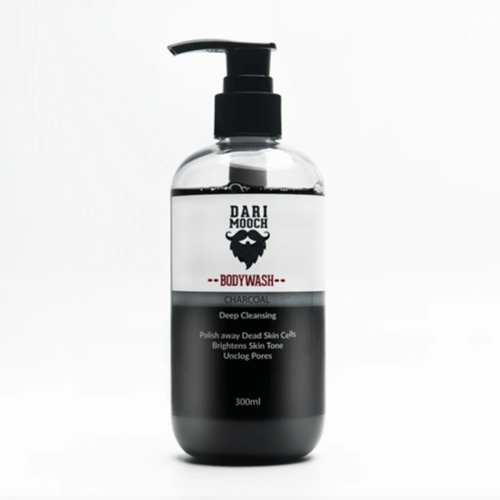 DARI
MOOCH
--BODYWASH--
CHARCOAL
Deep Cleansing
Polish away Dead Skin Cells
Brightens Skin Tone
Unclog Pores
300ml